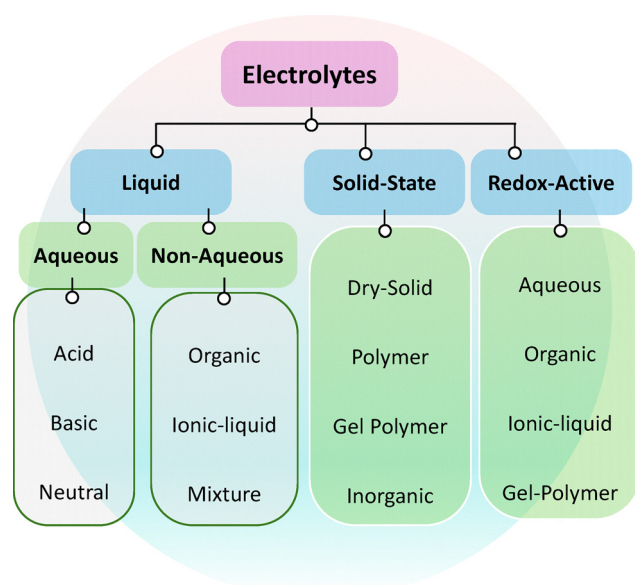 Electrolytes
Liquid
Solid-State
Redox-Active
Aqueous
Non-Aqueous
Acid
Basic
Neutral
Organic
Ionic-liquid
Mixture
Dry-Solid
Polymer
Gel Polymer
Inorganic
Aqueous
Organic
Ionic-liquid
Gel-Polymer